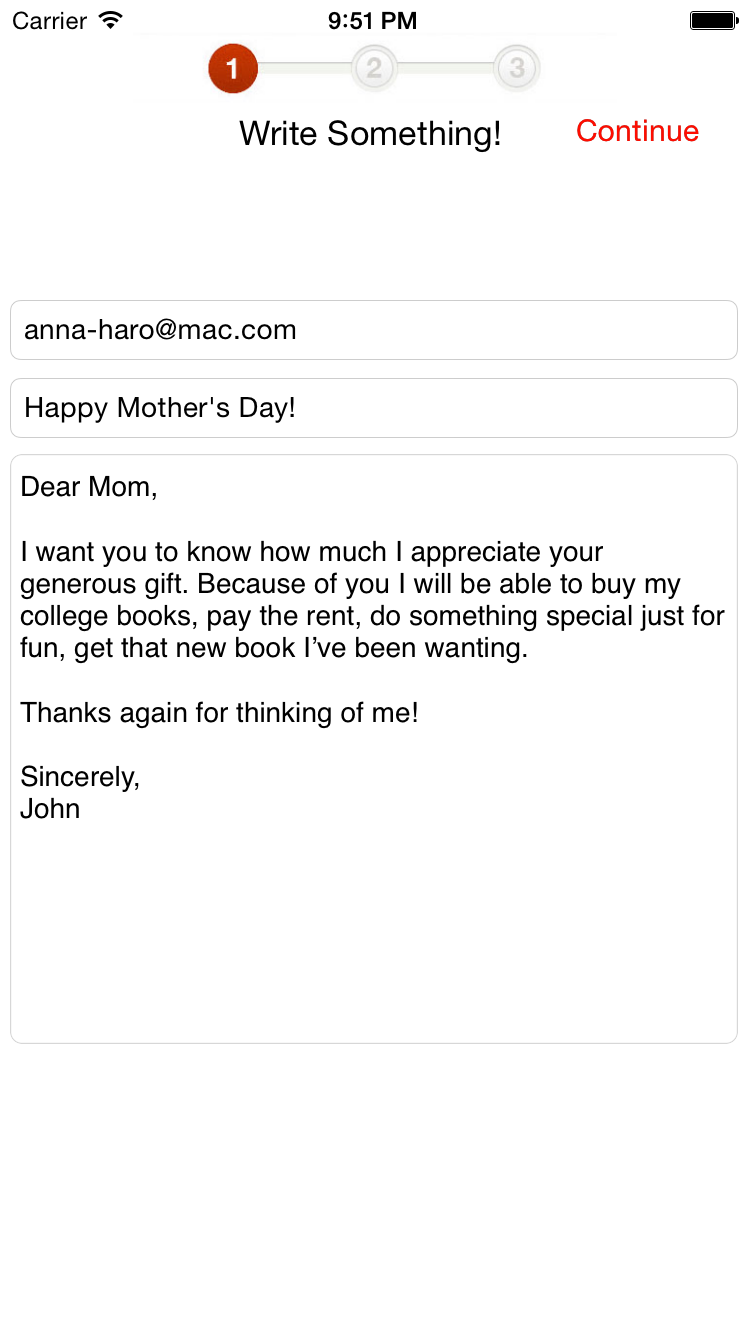 Carrier 9:51 PM
1 2 3
Write Something! Continue
anna-haro@mac.com
Happy Mother's Day!
Dear Mom,
I want you to know how much I appreciate your
generous gift. Because of you I will be able to buy my
college books, pay the rent, do something special just for
fun, get that new book I’ve been wanting.
Thanks again for thinking of me!
Sincerely,
John